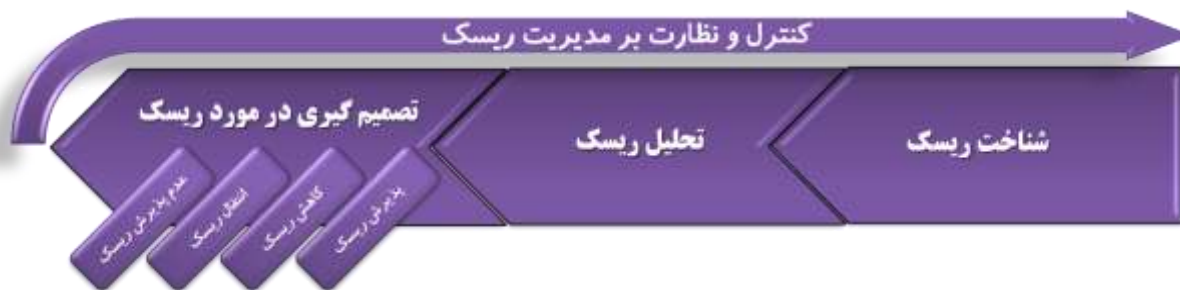 کنترل و نظارت بر مدیریت ریسک
شناخت ریسک
تحلیل ریسک
تصمیم گیری در مورد ریسک
پذیرش ریسک
کاهش ریسک
انتقال ریسک
عدم پذیرش ریسک